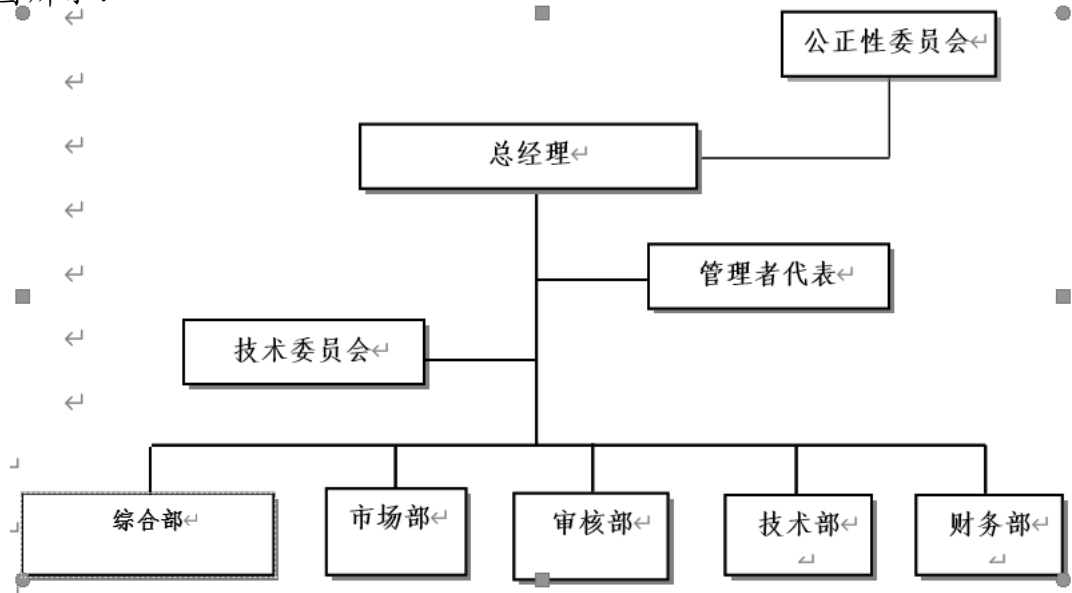 公正性委员会
总经理
管理者代表
技术委员会
综合部
市场部
审核部
技术部
财务部